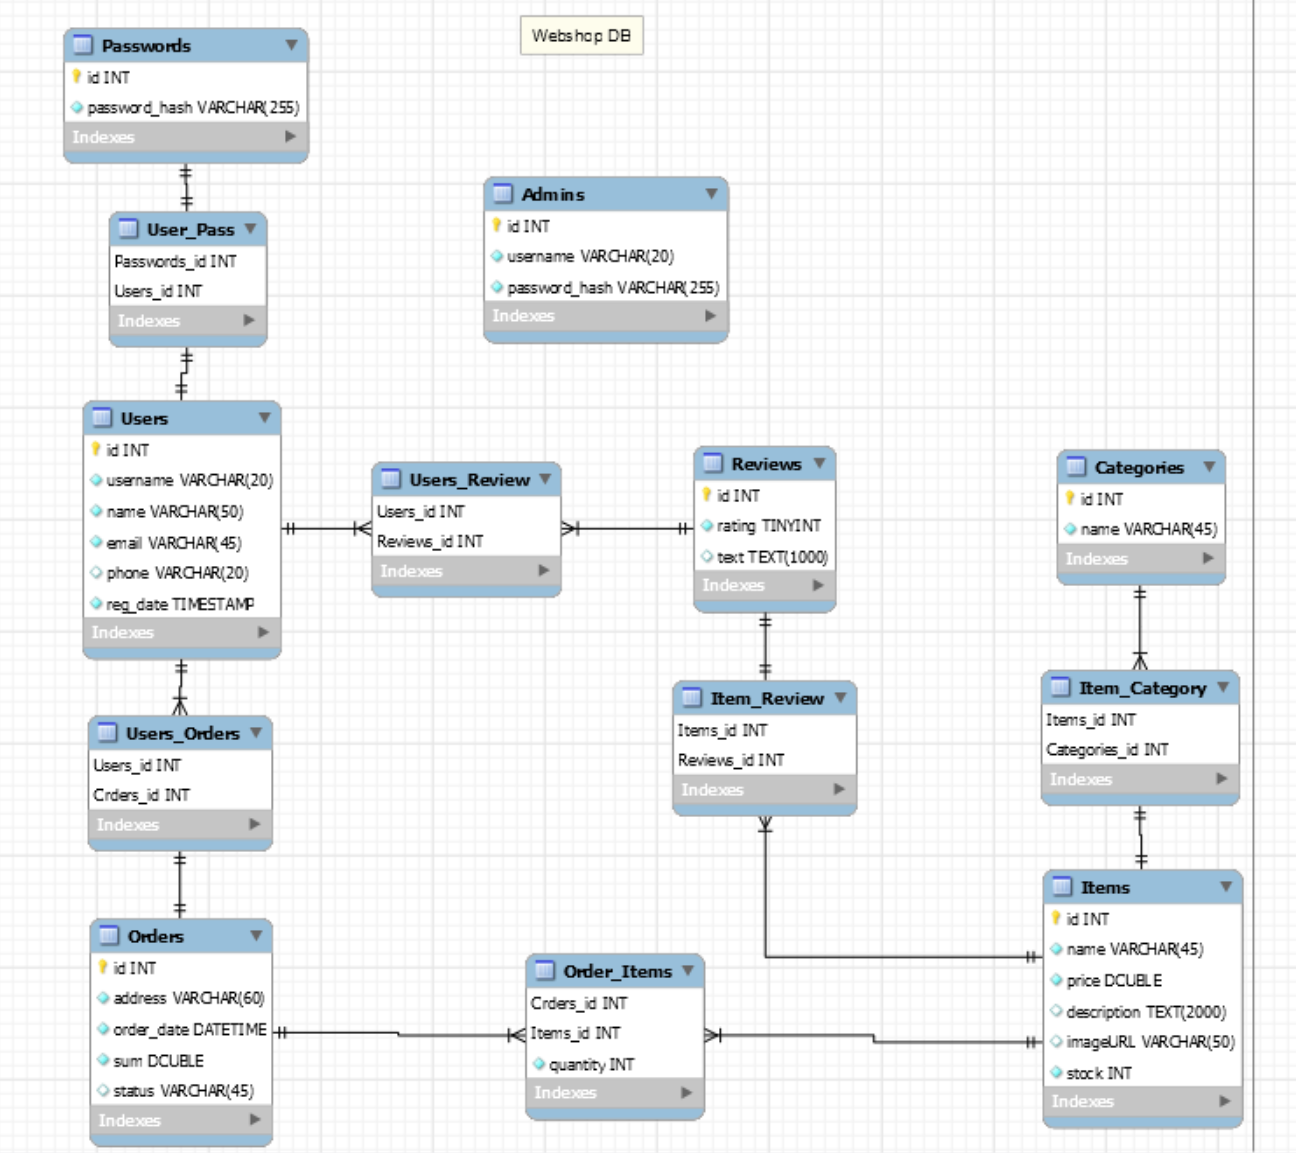 Webshop DB
Passwords
id INT
password_hash VARCHAR(255)
Indexes
User_Pass
Passwords_id INT
Users_id INT
Indexes
Admins
id INT
username VARCHAR(20)
password_hash VARCHAR(255)
Indexes
Users
id INT
username VARCHAR(20)
name VARCHAR(50)
email VARCHAR(45)
phone VARCHAR(20)
reg_date TIMESTAMP
Indexes
Users_Review
Users_id INT
Reviews_id INT
Indexes
Reviews
id INT
rating TINYINT
text TEXT(1000)
Indexes
Categories
id INT
name VARCHAR(45)
Indexes
Users_Orders
Users_id INT
Orders_id INT
Indexes
Item_Review
Items_id INT
Reviews_id INT
Indexes
Item_Category
Items_id INT
Categories_id INT
Indexes
Orders
id INT
address VARCHAR(60)
order_date DATETIME
sum DOUBLE
status VARCHAR(45)
Indexes
Order_Items
Orders_id INT
Items_id INT
quantity INT
Indexes
Items
id INT
name VARCHAR(45)
price DOUBLE
description TEXT(2000)
imageURL VARCHAR(50)
stock INT
Indexes